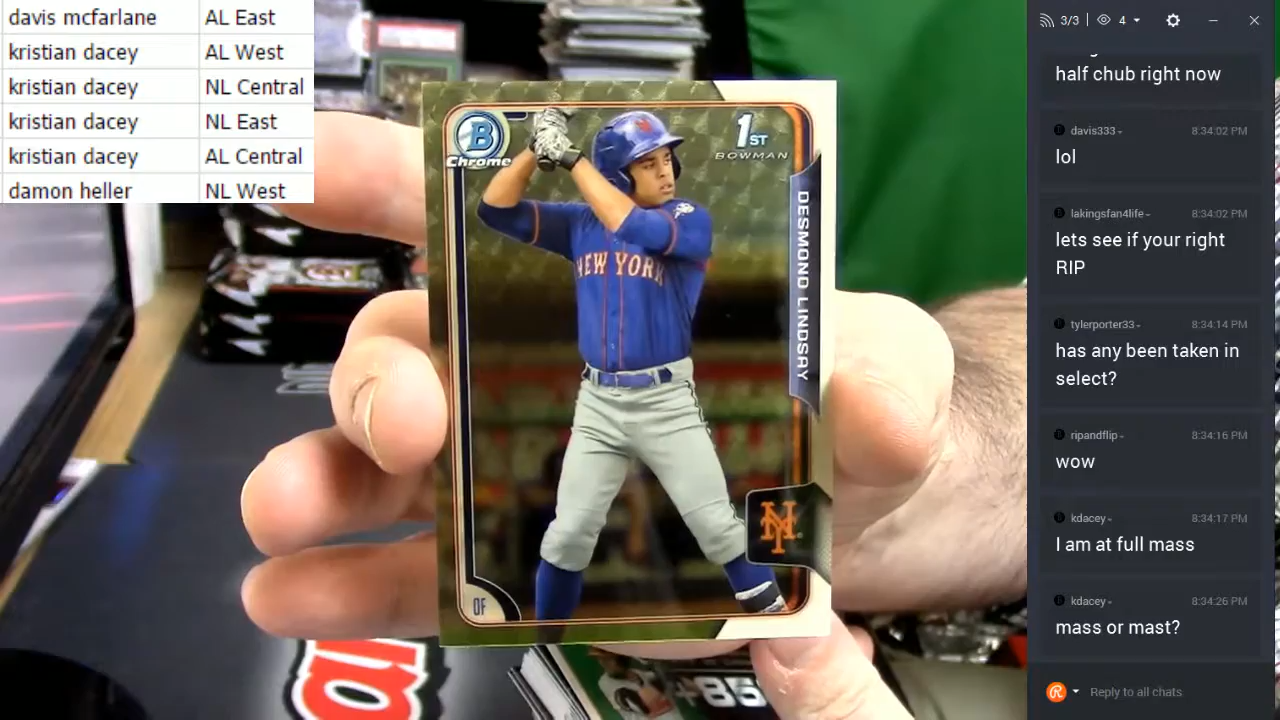 davis mcfarlane AL East
kristian dacey AL West
kristian dacey NL Central
kristian dacey NL East
kristian dacey AL Central
damon heller NL West
B
Chrome
1ST
BOWMAN
DESMOND LINDSAY
NEW YORK
NY
OF
+85
3/3 4
half chub right now
davis333 8:34:02 PM
lol
lakingsfan4life 8:34:02 PM
lets see if your right
RIP
tylerporter33 8:34:14 PM
has any been taken in
select?
ripandflip 8:34:16 PM
wow
kdacey 8:34:17 PM
I am at full mass
kdacey 8:34:26 PM
mass or mast?
Reply to all chats